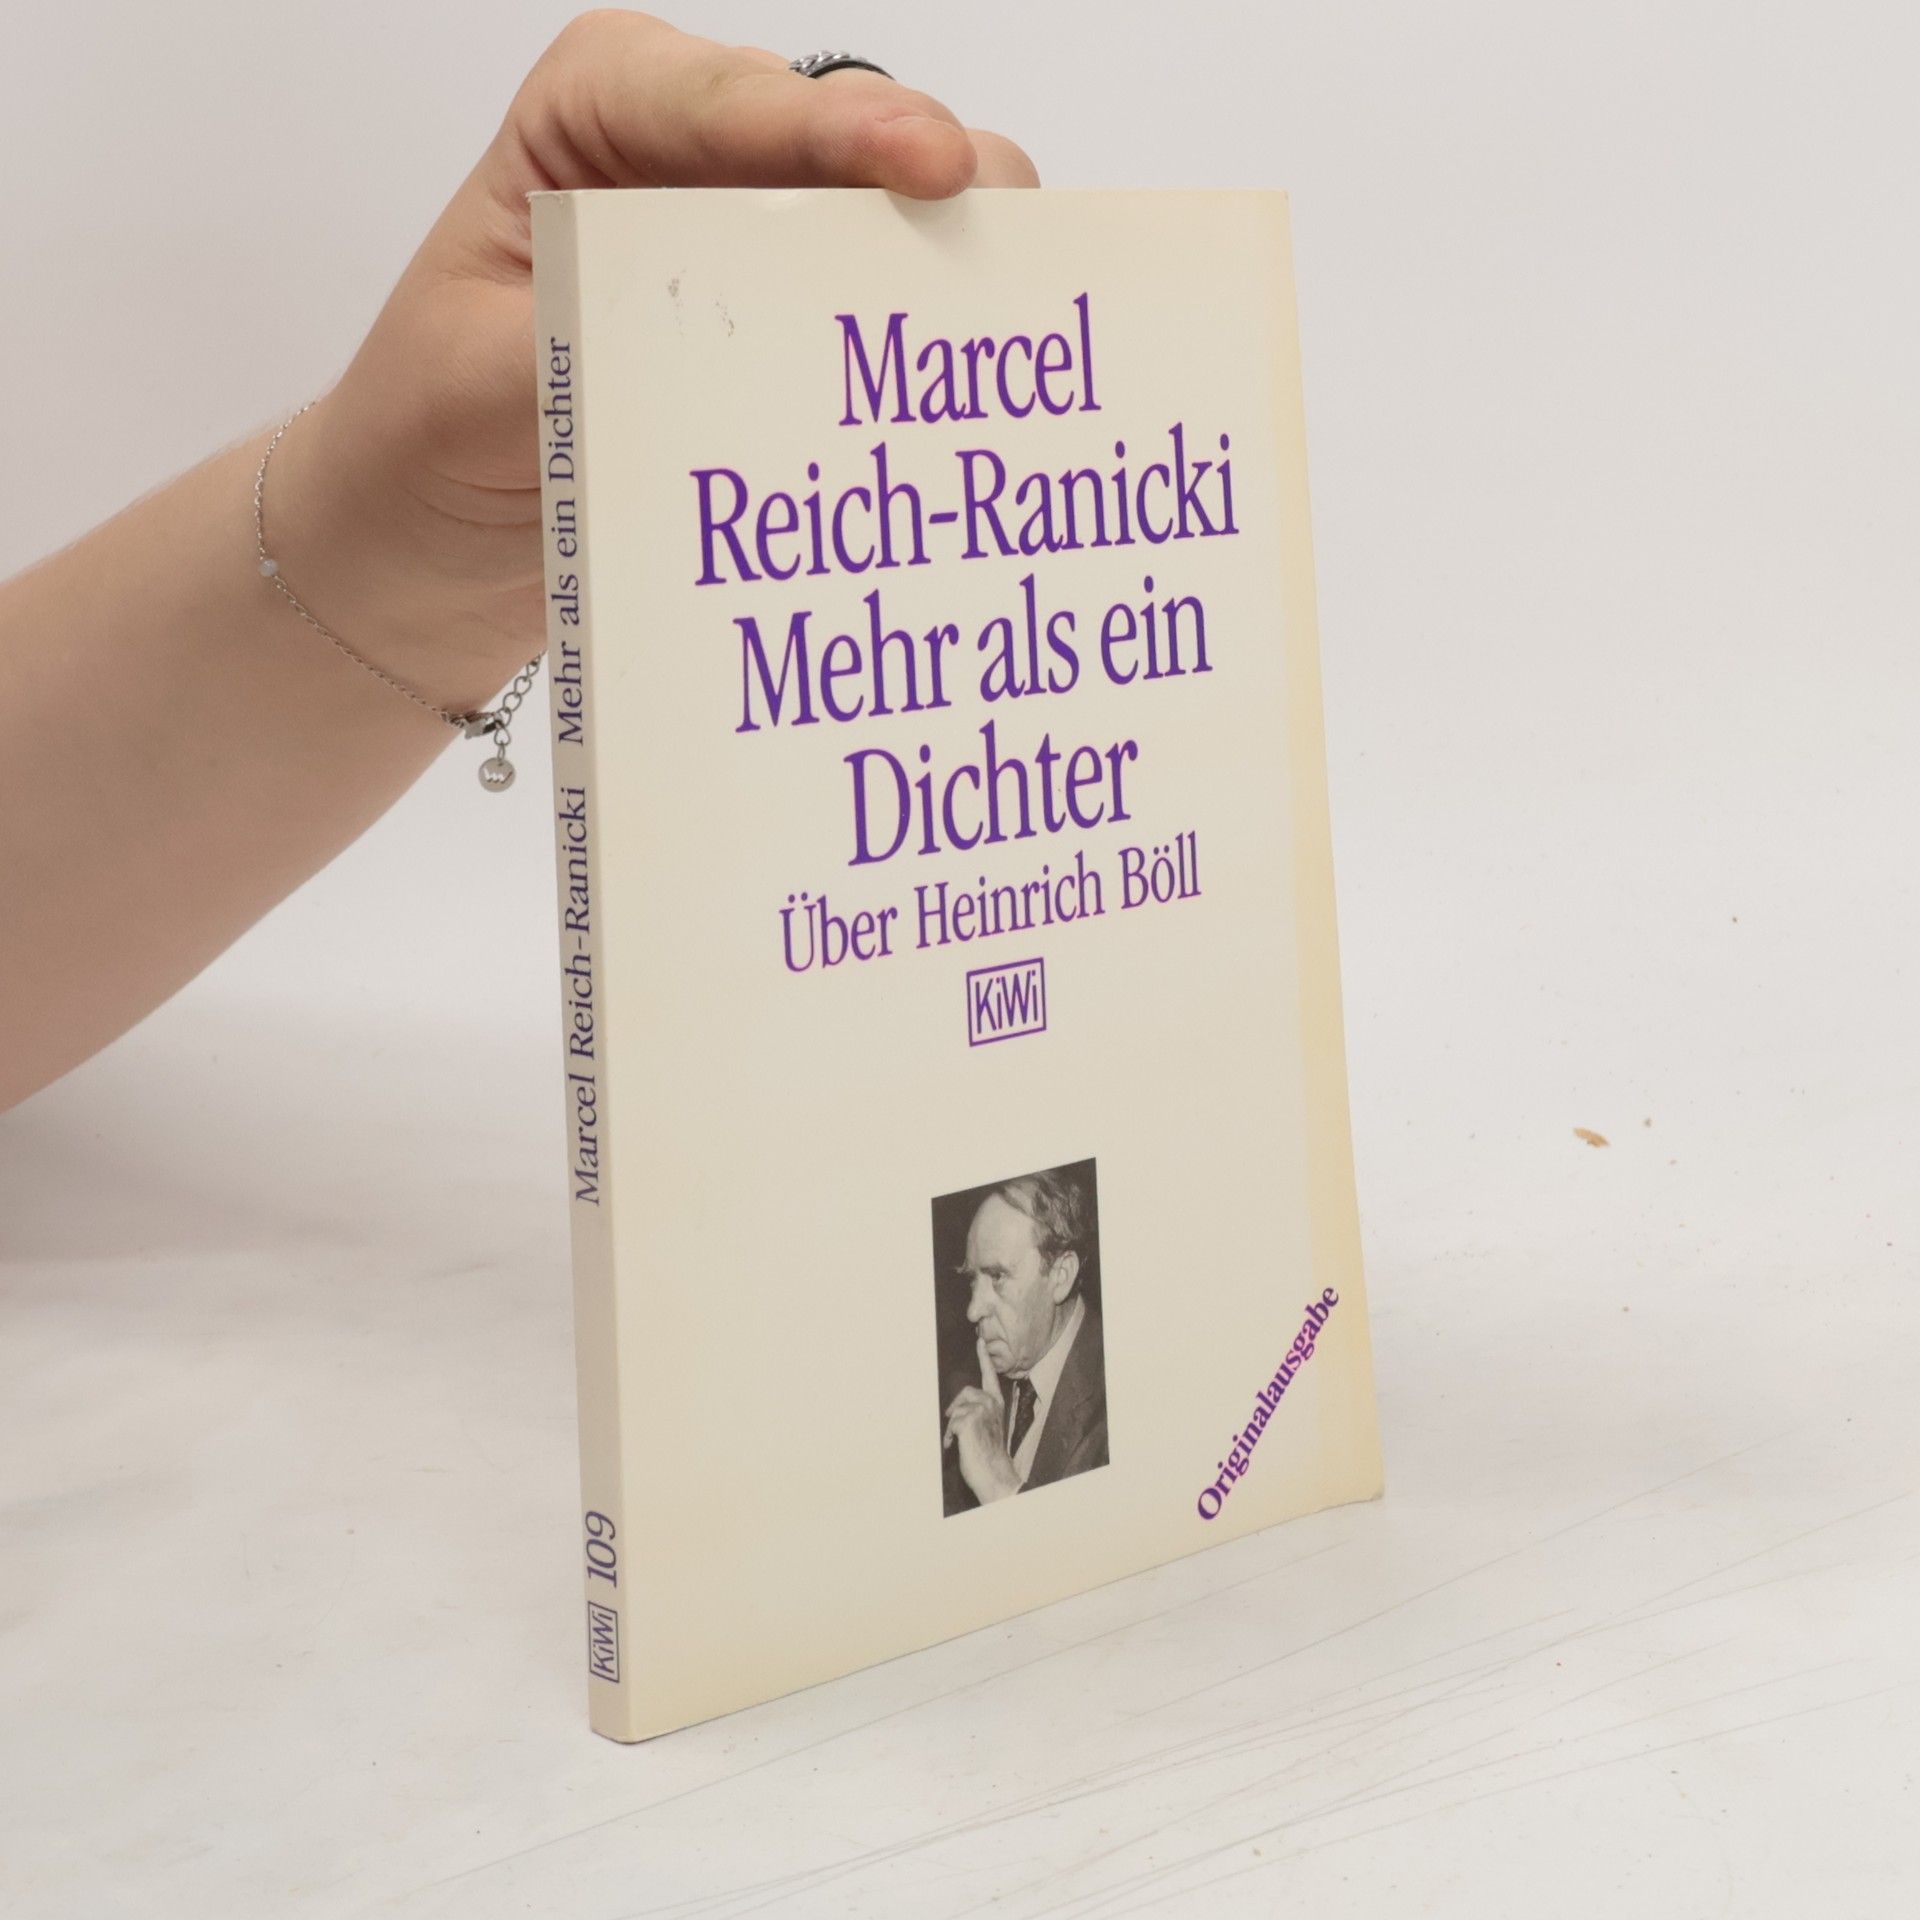 Marcel
Reich-Ranicki
Mehr als ein
Dichter
Über Heinrich Böll
KiWi
Originalausgabe
Marcel Reich-Ranicki Mehr als ein Dichter
KiWi 109